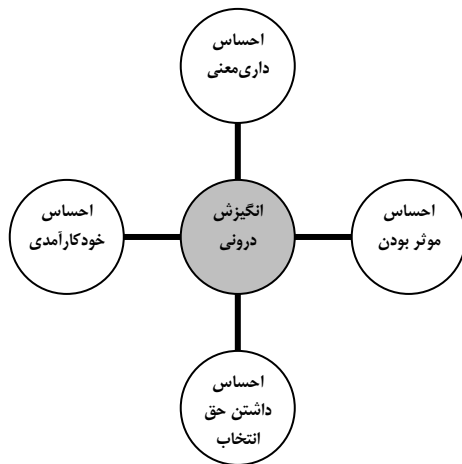 احساس
داری‌معنی
احساس
موثر بودن
انگیزش
درونی
احساس
خودکارآمدی
احساس
داشتن حق
انتخاب